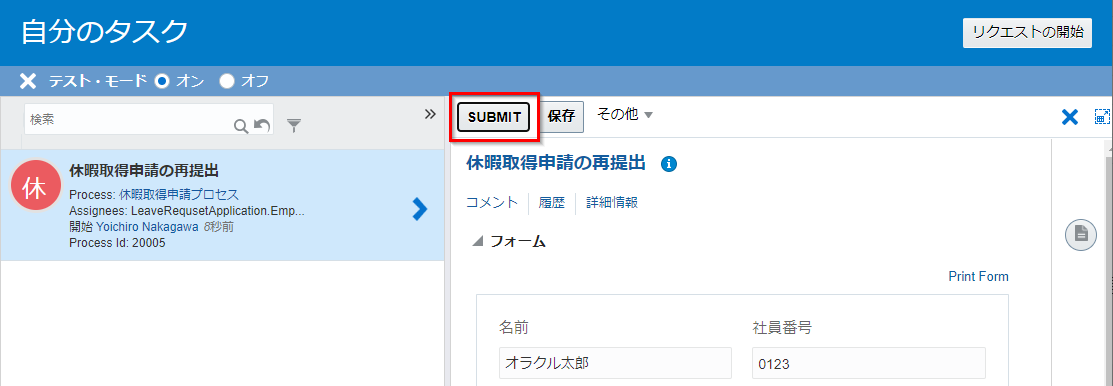 自分のタスク
リクエストの開始
テスト・モード オン オフ
検索
SUBMIT 保存 その他
休
休暇取得申請の再提出
Process: 休暇取得申請プロセス
Assignees: LeaveRequsetApplication.Emp...
開始 Yoichiro Nakagawa 8秒前
Process Id: 20005
休暇取得申請の再提出
コメント 履歴 詳細情報
フォーム
Print Form
名前 社員番号
オラクル太郎 0123